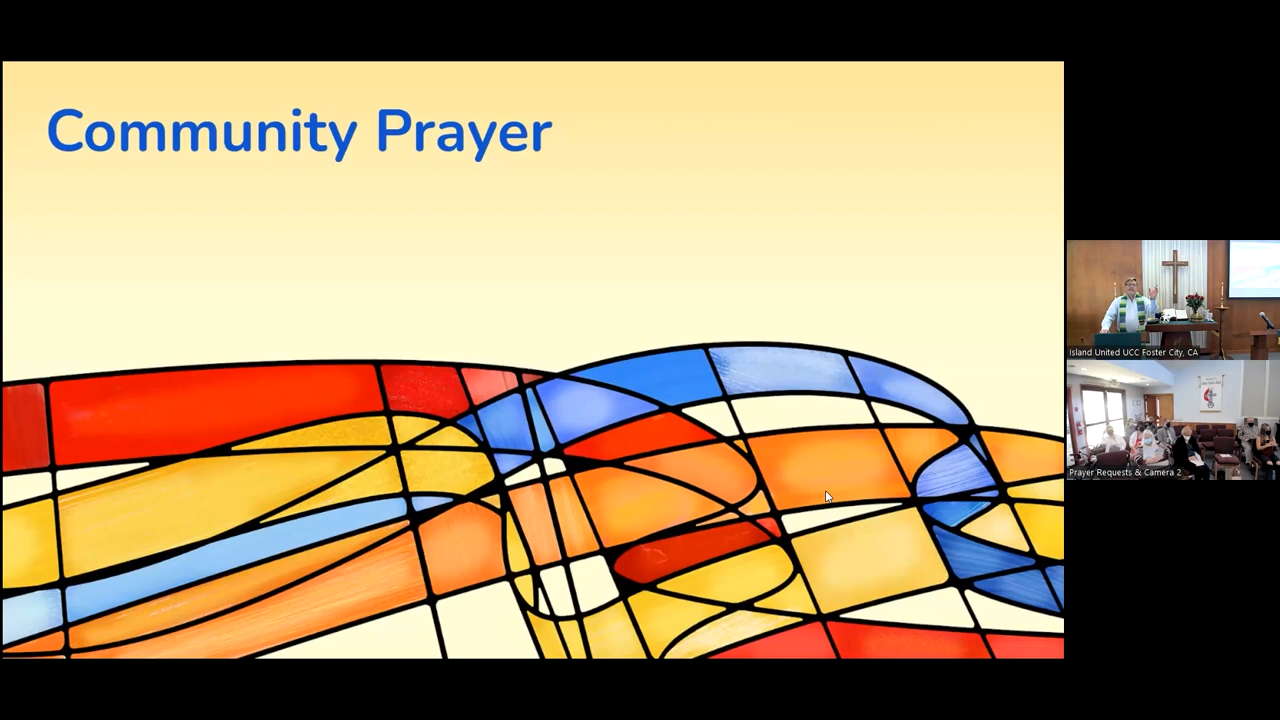 Community Prayer
Island United UCC Foster City, CA
Prayer Requests & Camera 2